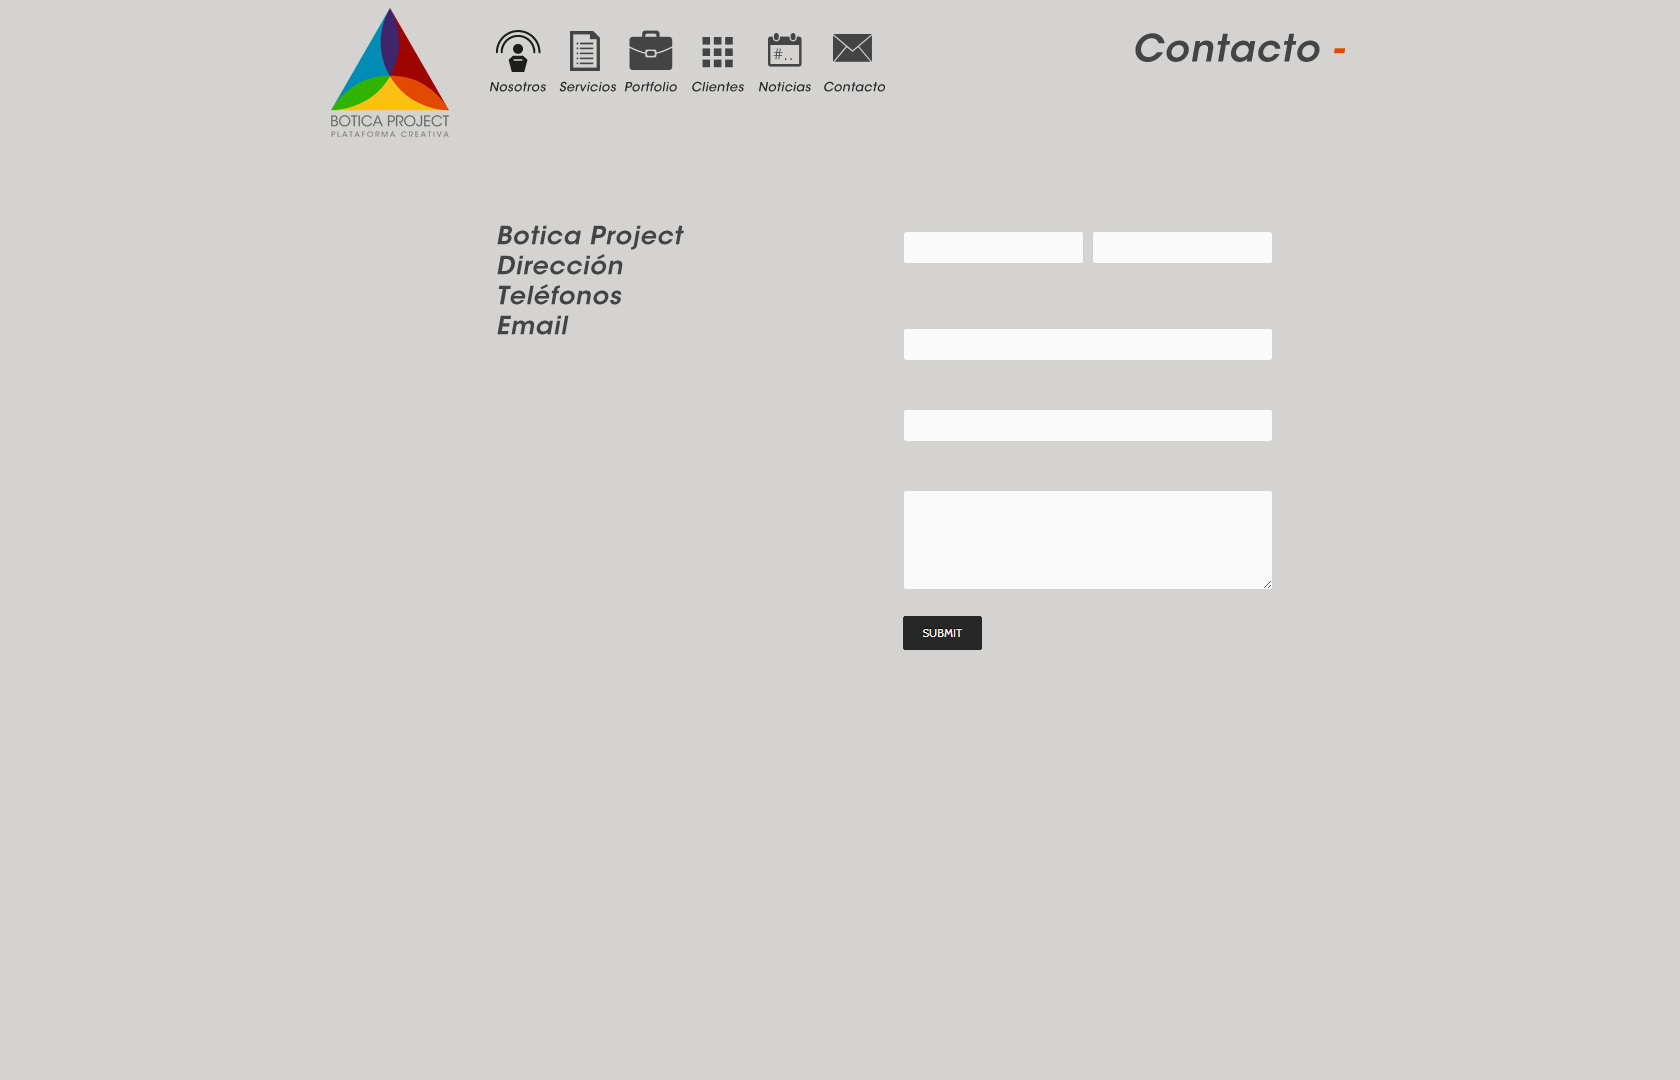 BOTICA PROJECT
PLATAFORMA CREATIVA
Nosotros
Servicios
Portfolio
Clientes
#..
Noticias
Contacto
Contacto -
Botica Project
Dirección
Teléfonos
Email
SUBMIT